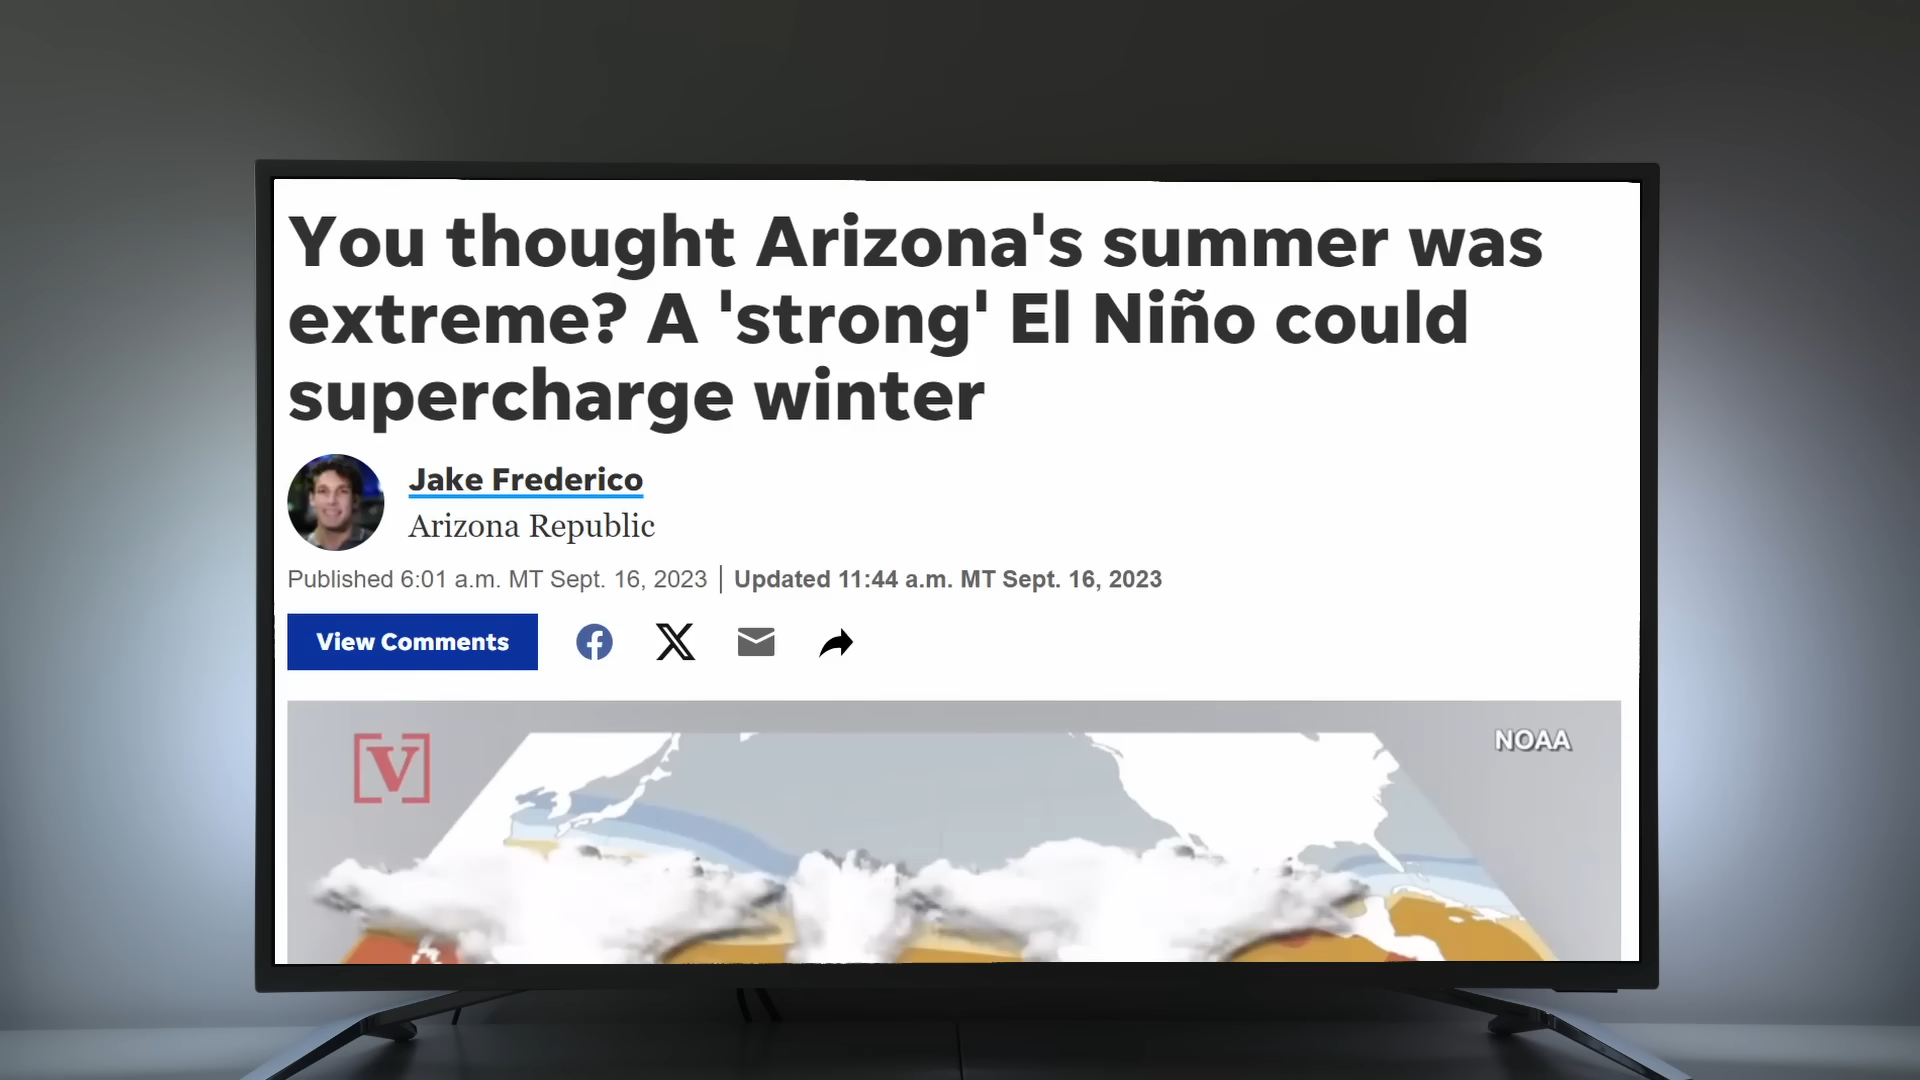 You thought Arizona's summer was
extreme? A 'strong' El Niño could
supercharge winter
Jake Frederico
Arizona Republic
Published 6:01 a.m. MT Sept. 16, 2023 | Updated 11:44 a.m. MT Sept. 16, 2023
View Comments
V
NOAA